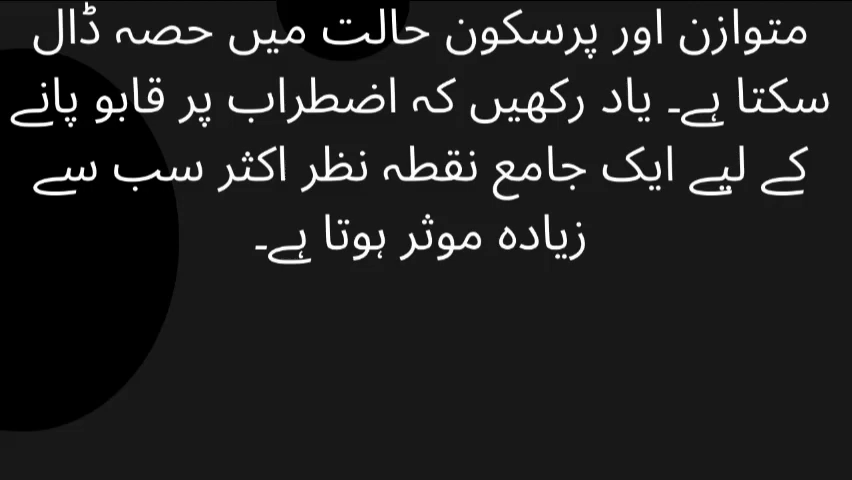 متوازن اور پرسکون حالت میں حصہ ڈال
سکتا ہے۔ یاد رکھیں کہ اضطراب پر قابو پانے
کے لیے ایک جامع نقطہ نظر اکثر سب سے
زیادہ موثر ہوتا ہے۔